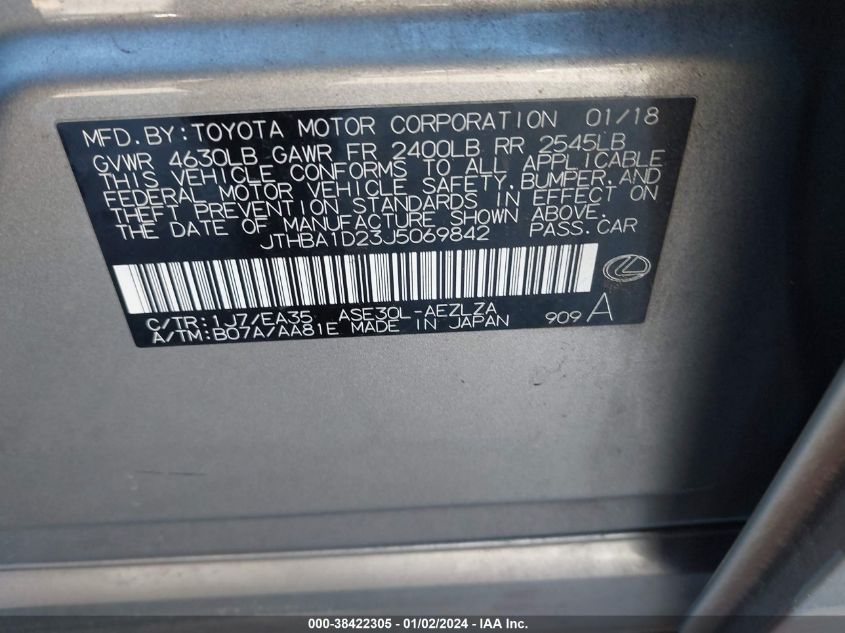 MFD.BY:TOYOTA MOTOR CORPORATION 01/18
GVWR 4630LB GAWR FR 2400LB RR 2545LB
THIS VEHICLE CONFORMS TO ALL APPLICABLE
FEDERAL MOTOR VEHICLE SAFETY,BUMPER,AND
THEFT PREVENTION STANDARDS IN EFFECT ON
THE DATE OF MANUFACTURE SHOWN ABOVE.
JTHBA1D23J5069842 PASS.CAR
C/TR:1J7/EA35 ASE30L-AEZLZA
A/TM:B07A/AA81E MADE IN JAPAN 909 A
000-38422305 - 01/02/2024 - IAA Inc.